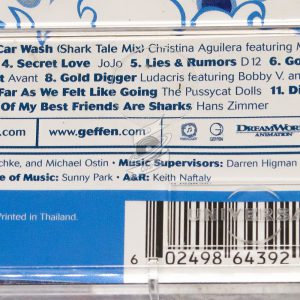 Car Wash (Shark Tale Mix) Christina Aguilera featuring M
4. Secret Love JoJo 5. Lies & Rumors D12 6. Go
t Avant 8. Gold Digger Ludacris featuring Bobby V. and
Far As We Felt Like Going The Pussycat Dolls 11. Di
Of My Best Friends Are Sharks Hans Zimmer
www.geffen.com
GEFFEN
DREAMWORKS
ANIMATION
chke, and Michael Ostin • Music Supervisors: Darren Higman
e of Music: Sunny Park • A&R: Keith Naftaly
Printed in Thailand.
UNIVERS
6 02498 64392